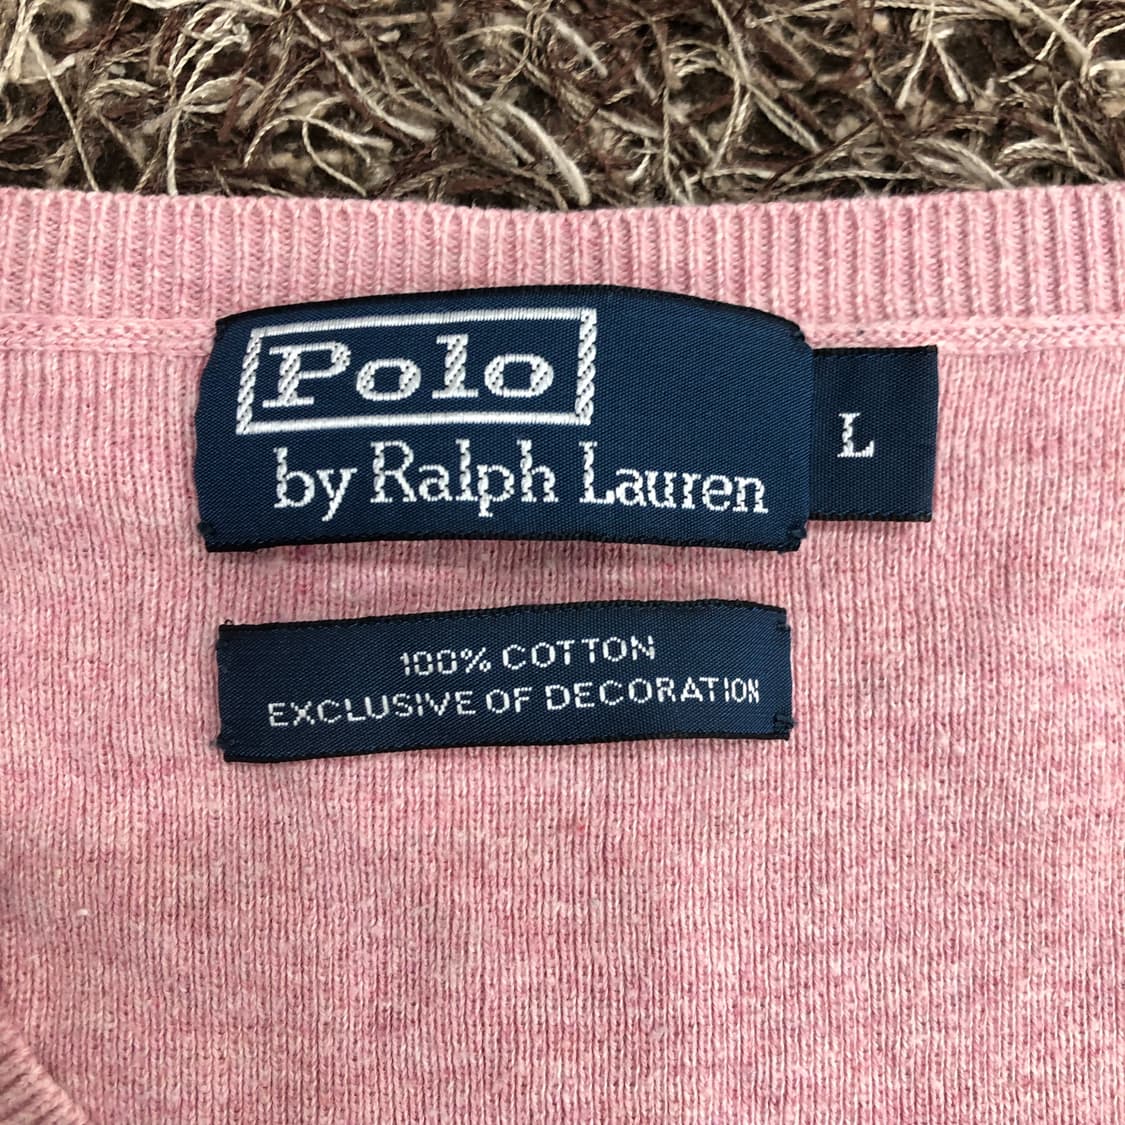 Polo
by Ralph Lauren
L
100% COTTON
EXCLUSIVE OF DECORATION